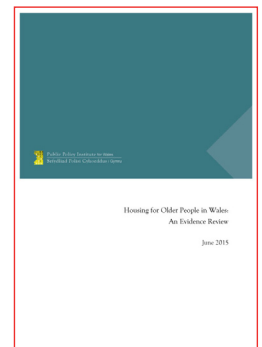 Public Policy Institute for Wales
Sefydliad Polisi Cyhoeddus i Gymru
Housing for Older People in Wales:
An Evidence Review
June 2015